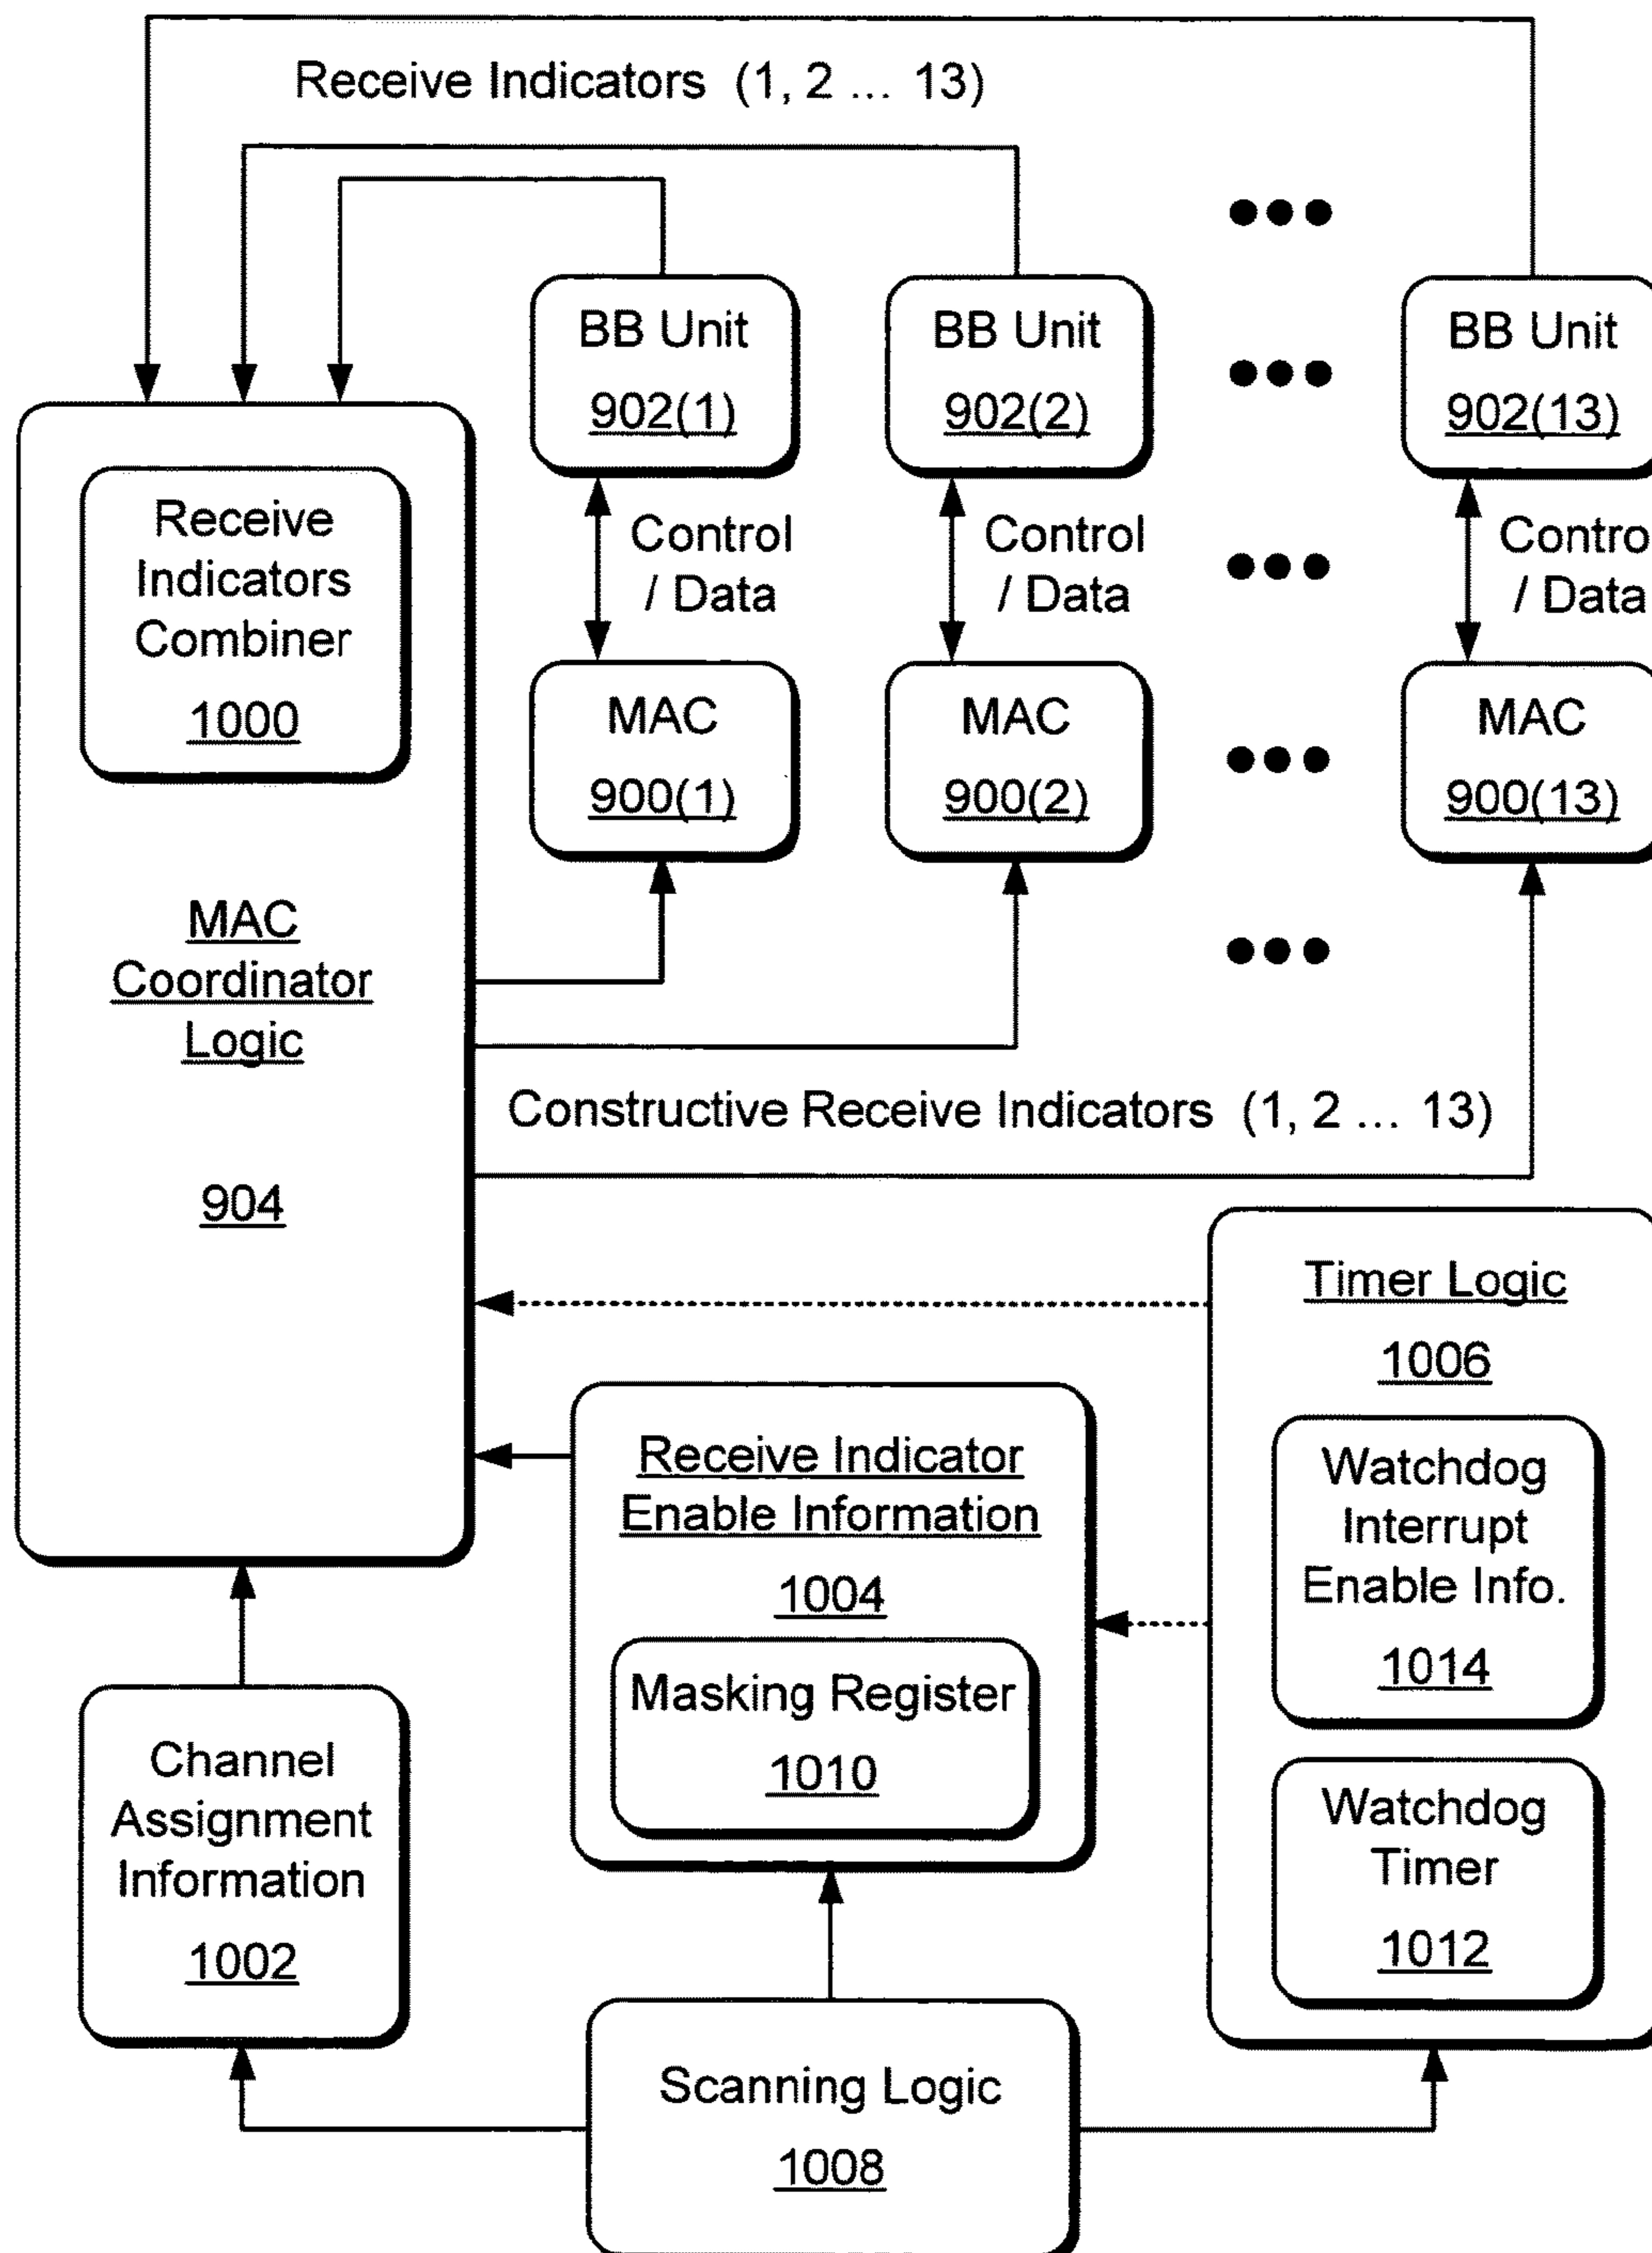 Receive Indicators (1, 2 ... 13)
BB Unit
902(1)
BB Unit
902(2)
BB Unit
902(13)
Receive
Indicators
Combiner
1000
Control
/ Data
Control
/ Data
Contro
/ Data
MAC
900(1)
MAC
900(2)
MAC
900(13)
MAC
Coordinator
Logic
904
Constructive Receive Indicators (1, 2 ... 13)
Timer Logic
1006
Watchdog
Interrupt
Enable Info.
1014
Watchdog
Timer
1012
Receive Indicator
Enable Information
1004
Masking Register
1010
Channel
Assignment
Information
1002
Scanning Logic
1008